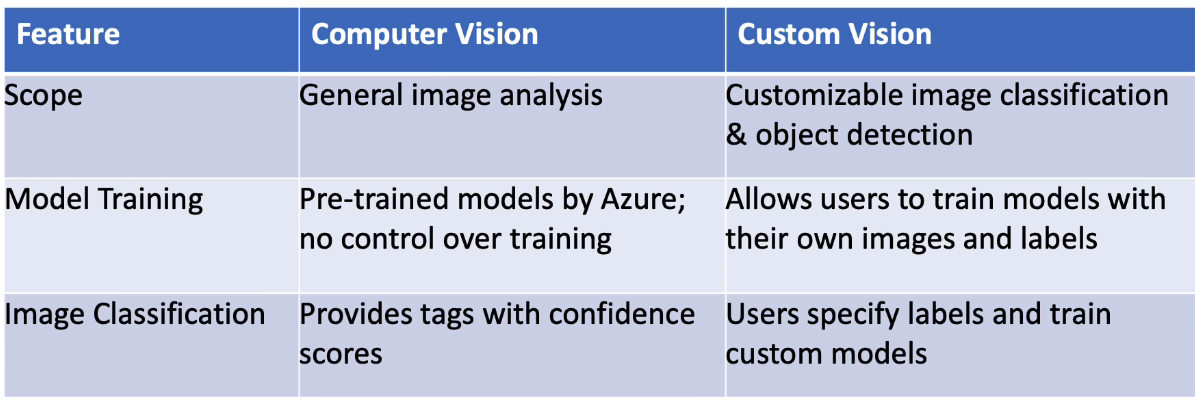 Feature
Computer Vision
Custom Vision
Scope
General image analysis
Customizable image classification
& object detection
Model Training
Pre-trained models by Azure;
no control over training
Allows users to train models with
their own images and labels
Image Classification
Provides tags with confidence
scores
Users specify labels and train
custom models